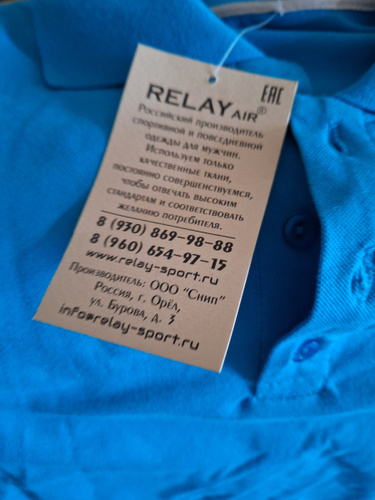 RELAY AIR® EAC
Российский производитель
спортивной и повседневной
одежды для мужчин.
Используем только
качественные ткани,
постоянно совершенствуемся,
чтобы отвечать высоким
стандартам и соответствовать
желанию потребителя.
8 (930) 869-98-88
8 (960) 654-97-15
www.relay-sport.ru
Производитель: ООО "Снип"
Россия, г. Орёл,
ул. Бурова, д. 3
info@relay-sport.ru